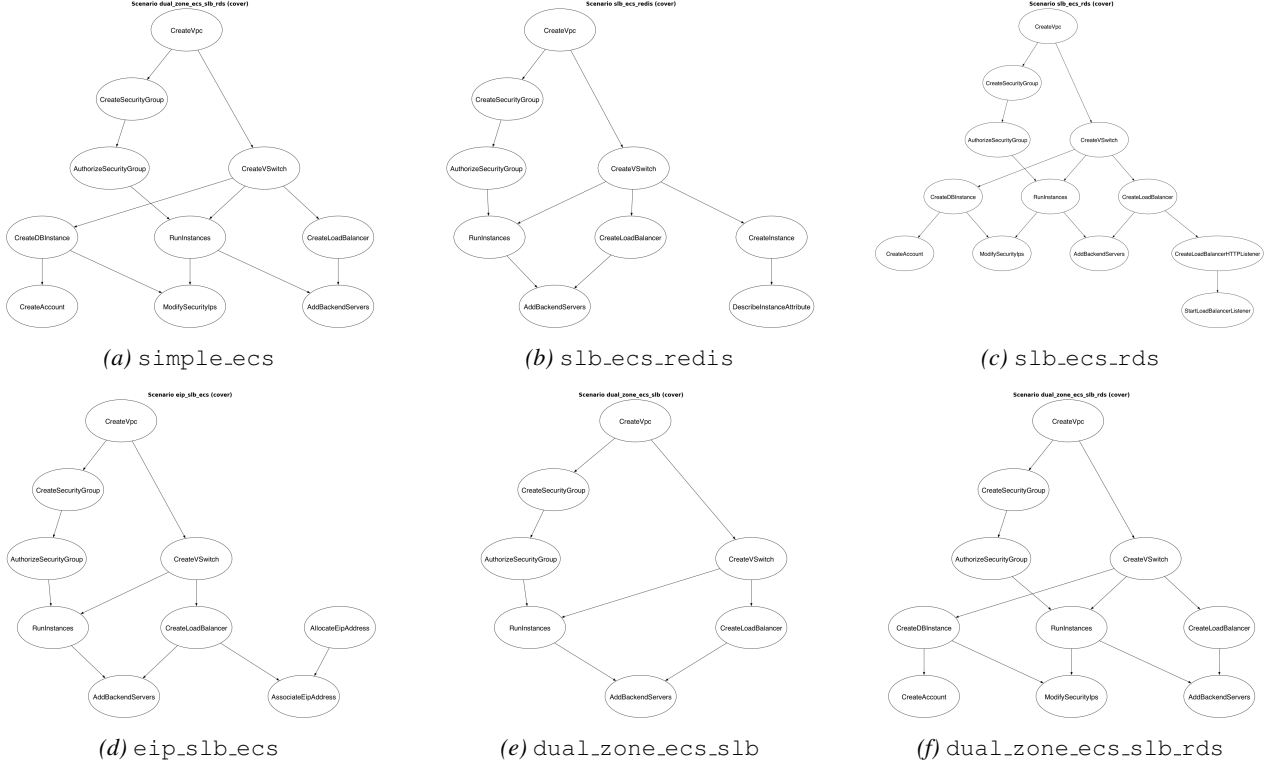 Scenario dual_zone_ecs_slb_rds (cover)
CreateVpc
CreateSecurityGroup
AuthorizeSecurityGroup
CreateVSwitch
CreateDBInstance
RunInstances
CreateLoadBalancer
CreateAccount
ModifySecurityIps
AddBackendServers
(a) simple_ecs
Scenario slb_ecs_redis (cover)
CreateVpc
CreateSecurityGroup
AuthorizeSecurityGroup
CreateVSwitch
RunInstances
CreateLoadBalancer
CreateInstance
AddBackendServers
DescribeInstanceAttribute
(b) slb_ecs_redis
Scenario slb_ecs_rds (cover)
CreateVpc
CreateSecurityGroup
AuthorizeSecurityGroup
CreateVSwitch
CreateDBInstance
RunInstances
CreateLoadBalancer
CreateAccount
ModifySecurityIps
AddBackendServers
CreateLoadBalancerHTTPListener
StartLoadBalancerListener
(c) slb_ecs_rds
Scenario eip_slb_ecs (cover)
CreateVpc
CreateSecurityGroup
AuthorizeSecurityGroup
CreateVSwitch
RunInstances
CreateLoadBalancer
AllocateEipAddress
AddBackendServers
AssociateEipAddress
(d) eip_slb_ecs
Scenario dual_zone_ecs_slb (cover)
CreateVpc
CreateSecurityGroup
AuthorizeSecurityGroup
CreateVSwitch
RunInstances
CreateLoadBalancer
AddBackendServers
(e) dual_zone_ecs_slb
Scenario dual_zone_ecs_slb_rds (cover)
CreateVpc
CreateSecurityGroup
AuthorizeSecurityGroup
CreateVSwitch
CreateDBInstance
RunInstances
CreateLoadBalancer
CreateAccount
ModifySecurityIps
AddBackendServers
(f) dual_zone_ecs_slb_rds